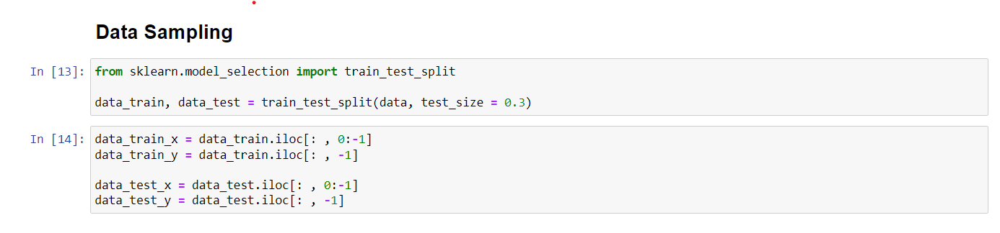 Data Sampling
In [13]: from sklearn.model_selection import train_test_split
data_train, data_test = train_test_split(data, test_size = 0.3)
In [14]: data_train_x = data_train.iloc[: , 0:-1]
data_train_y = data_train.iloc[: , -1]
data_test_x = data_test.iloc[: , 0:-1]
data_test_y = data_test.iloc[: , -1]